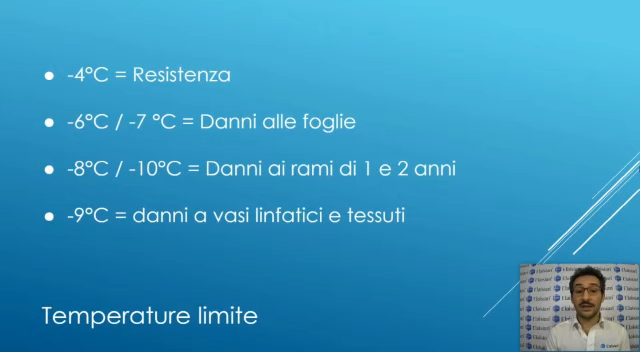 -4°C = Resistenza
-6°C / -7 °C = Danni alle foglie
-8°C / -10°C = Danni ai rami di 1 e 2 anni
-9°C = danni a vasi linfatici e tessuti
Temperature limite